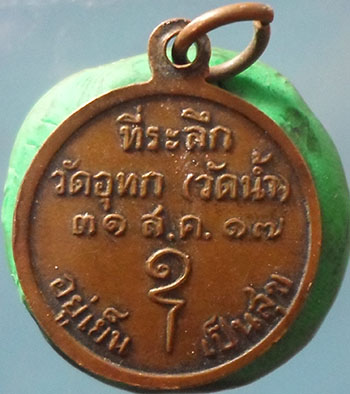 ที่ระลึก
วัดอุทก (วัดน้ำ)
๓๑ ส.ค. ๑๗
อยู่เย็น เป็นสุข